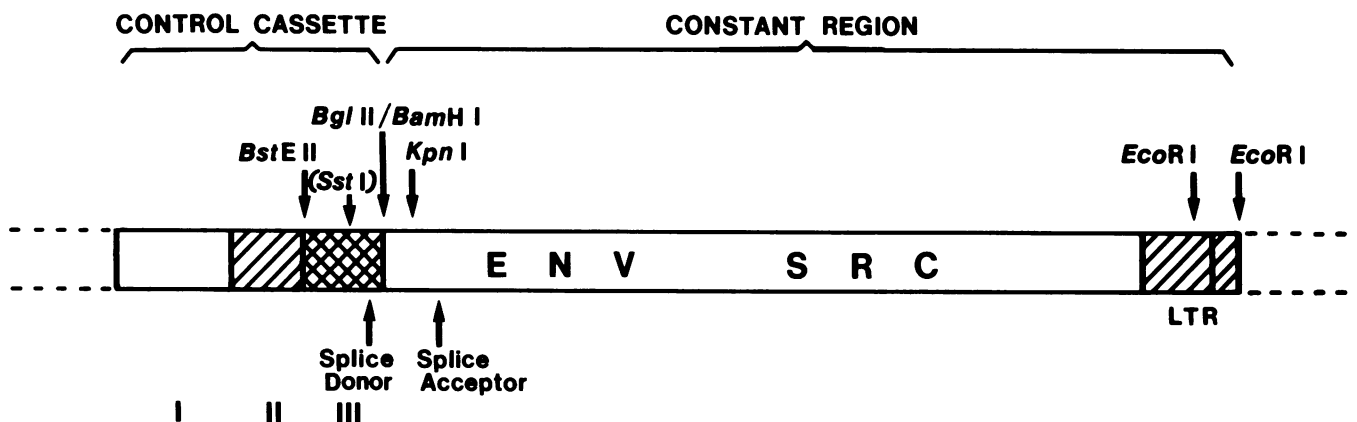 CONTROL CASSETTE
CONSTANT REGION
Bgl II/BamH I
BstE II
Kpn I
(Sst I)
EcoR I
EcoR I
E N V
S R C
LTR
Splice Donor
Splice Acceptor
I
II
III